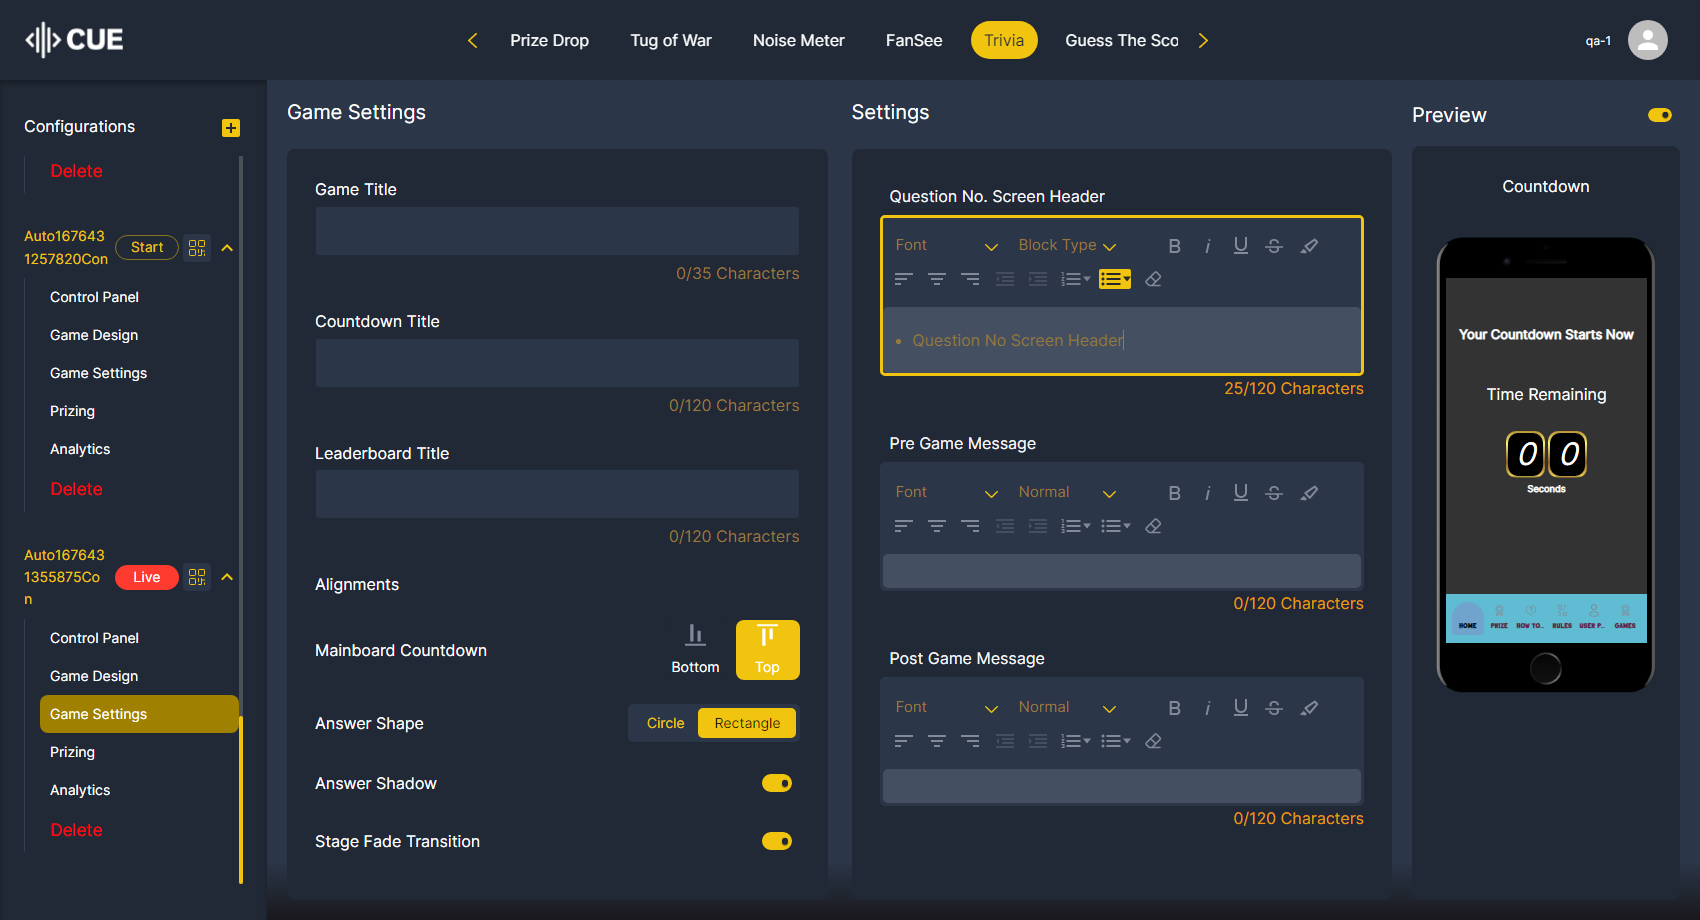 CUE
Prize Drop
Tug of War
Noise Meter
FanSee
Trivia
Guess The Sco
qa-1
Configurations
Delete
Auto167643
1257820Con
Start
Control Panel
Game Design
Game Settings
Prizing
Analytics
Delete
Auto167643
1355875Co
n
Live
Control Panel
Game Design
Game Settings
Prizing
Analytics
Delete
Game Settings
Game Title
0/35 Characters
Countdown Title
0/120 Characters
Leaderboard Title
0/120 Characters
Alignments
Mainboard Countdown
Bottom
Top
Answer Shape
Circle
Rectangle
Answer Shadow
Stage Fade Transition
Settings
Question No. Screen Header
Font
Block Type
B i U S
• Question No Screen Header
25/120 Characters
Pre Game Message
Font
Normal
B i U S
0/120 Characters
Post Game Message
Font
Normal
B i U S
0/120 Characters
Preview
Countdown
Your Countdown Starts Now
Time Remaining
0 0
Seconds
HOME
PRIZE
HOW TO..
RULES
USER P..
GAMES